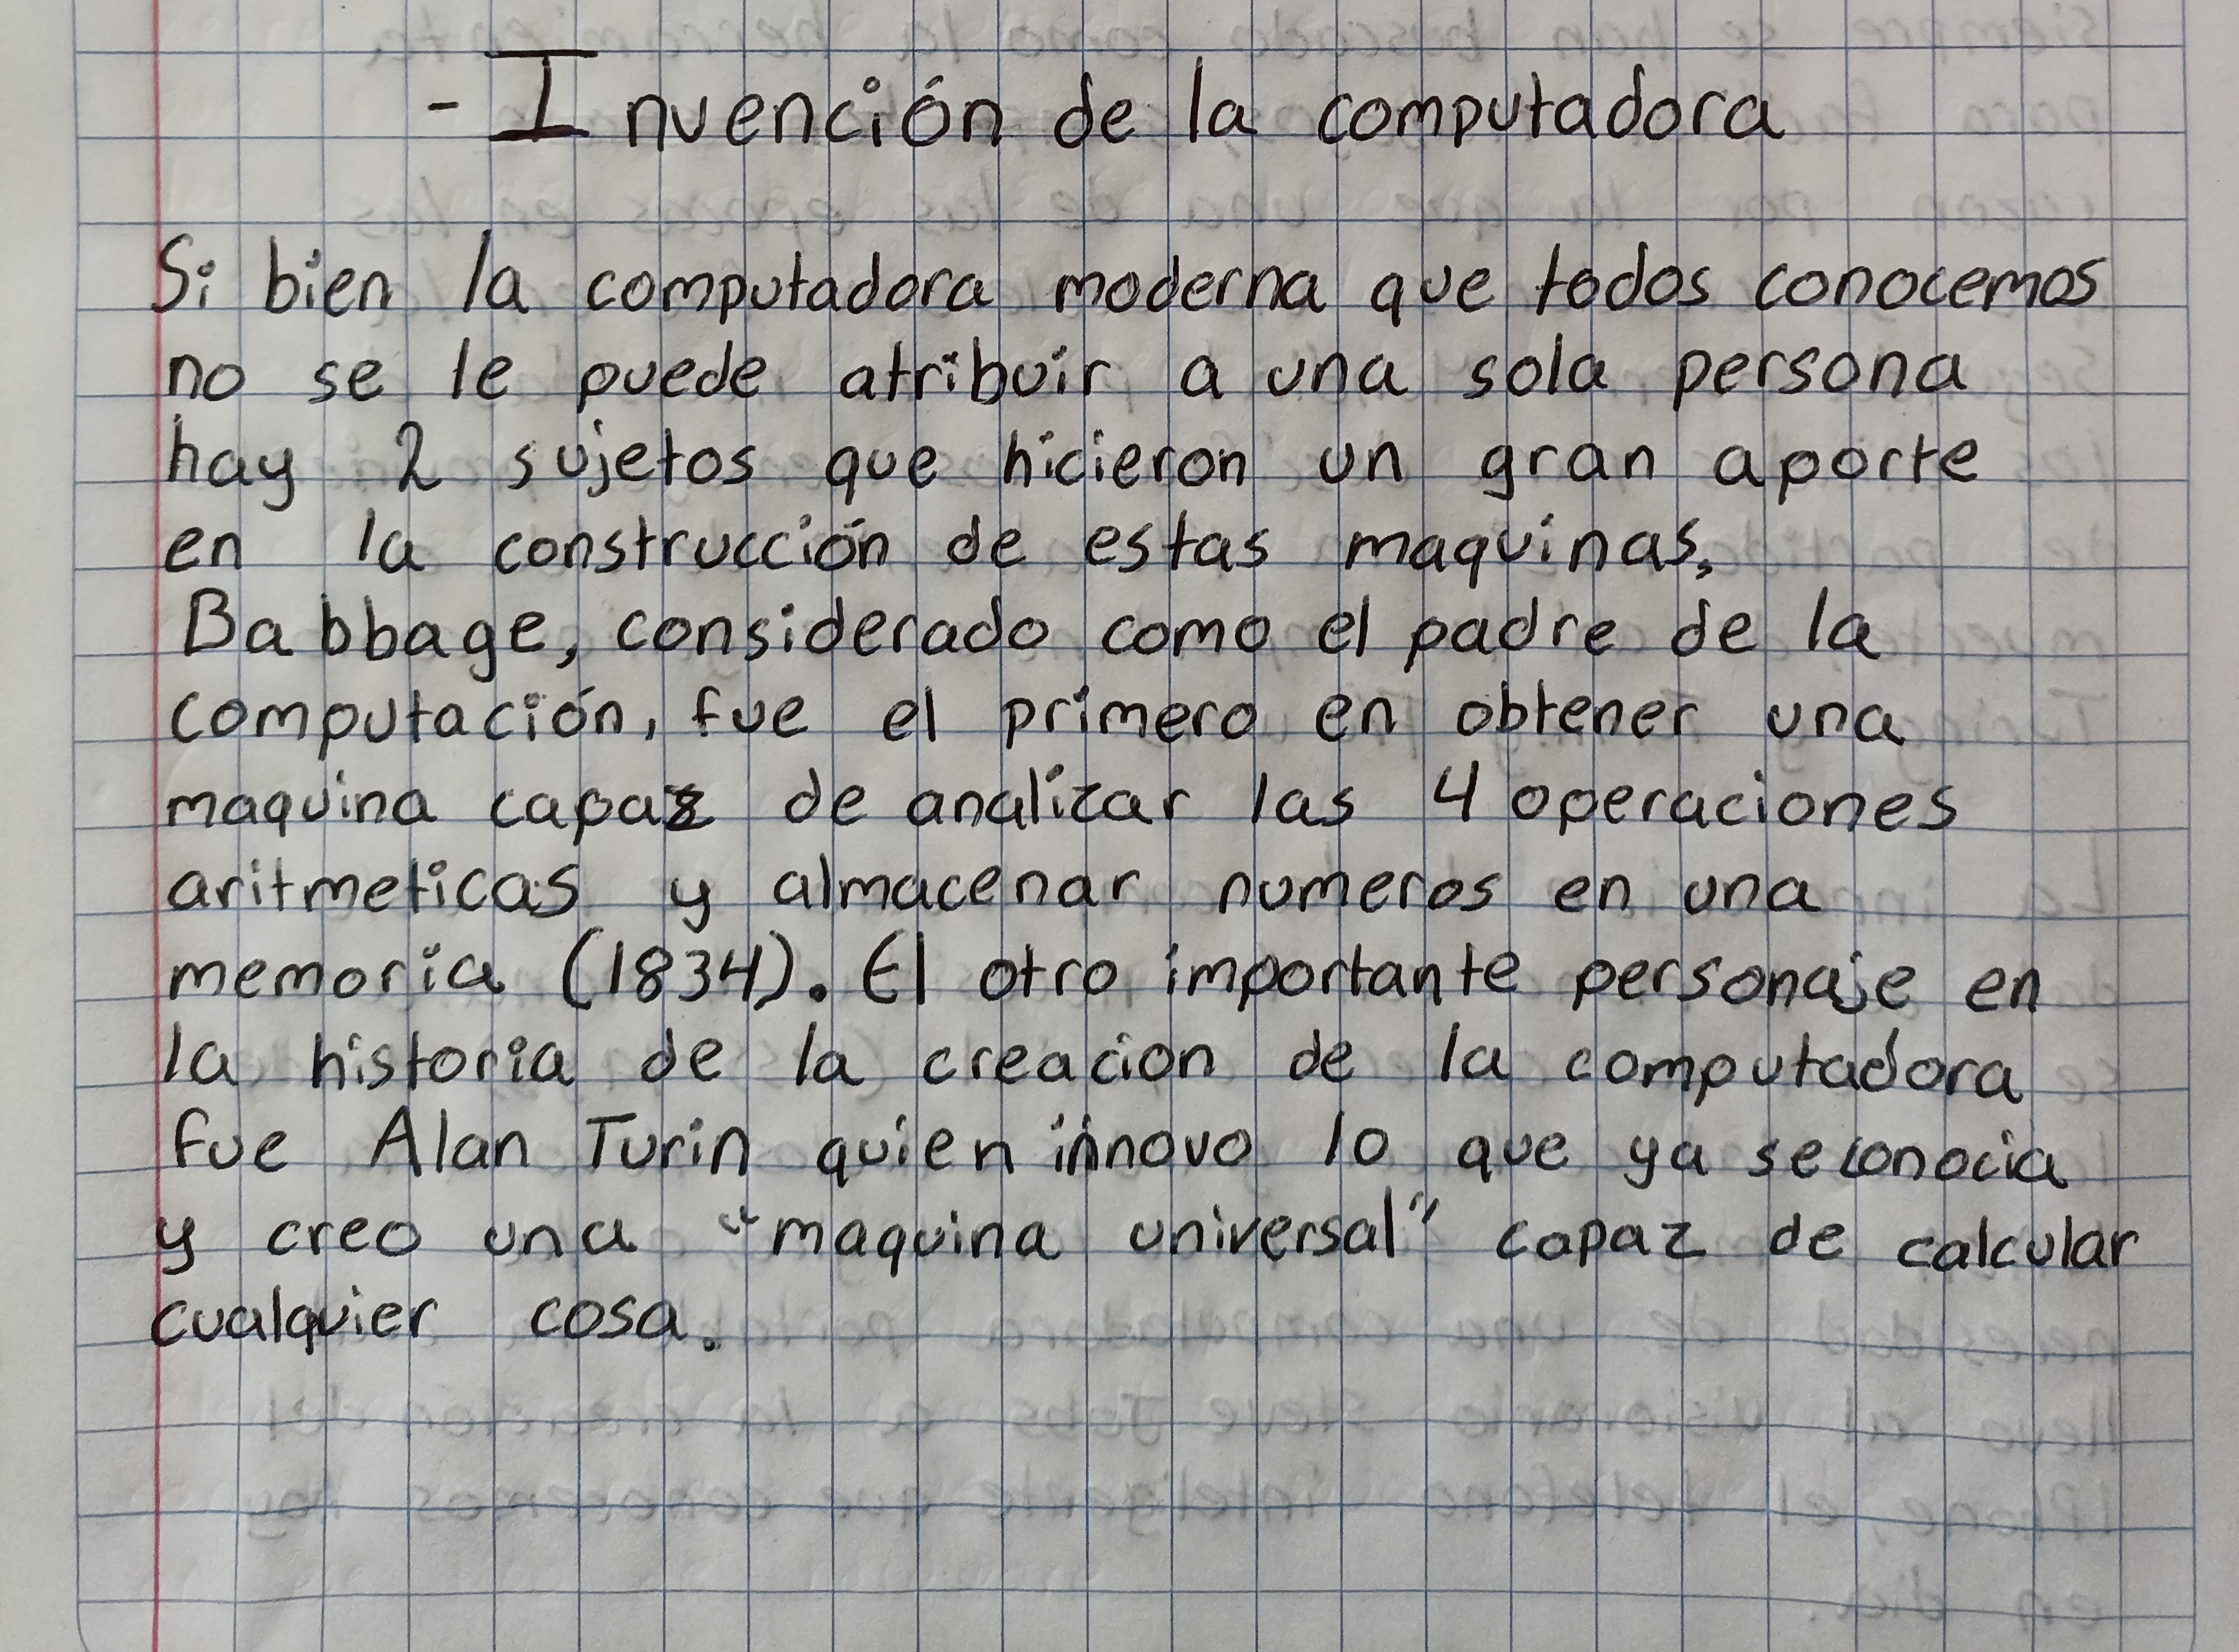 - Invención de la computadora
Si bien la computadora moderna que todos conocemos
no se le puede atribuir a una sola persona
hay 2 sujetos que hicieron un gran aporte
en la construcción de estas maquinas,
Babbage, considerado como el padre de la
computación, fue el primero en obtener una
maquina capaz de analizar las 4 operaciones
aritmeticas y almacenar numeros en una
memoria (1834). El otro importante personaje en
la historia de la creacion de la computadora
fue Alan Turin quien innovo lo que ya se conocia
y creo una "maquina universal" capaz de calcular
cualquier cosa.